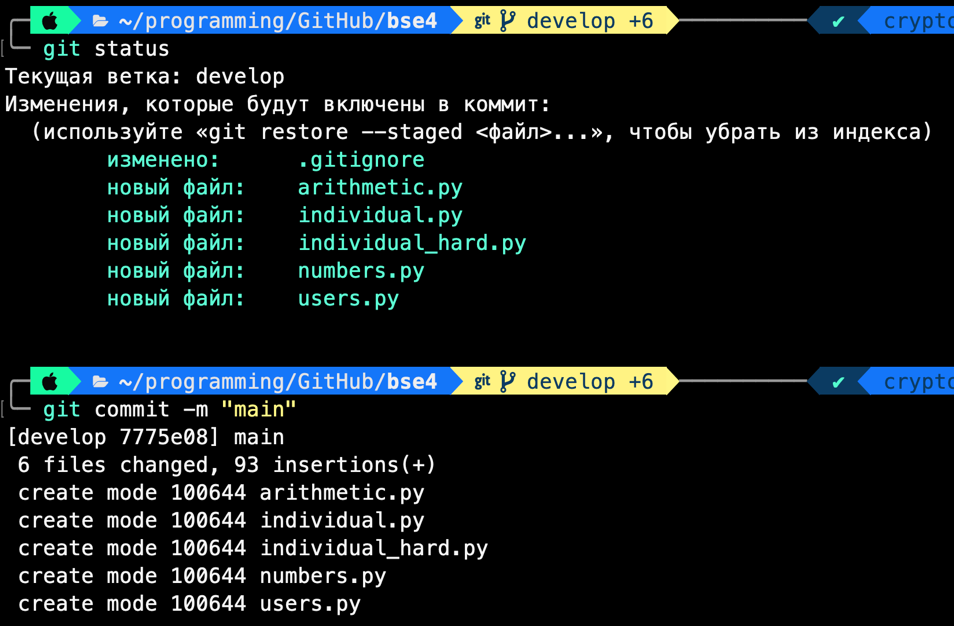 ~/programming/GitHub/bse4 git develop +6 ✔ crypto
git status
Текущая ветка: develop
Изменения, которые будут включены в коммит:
(используйте «git restore --staged <файл>...», чтобы убрать из индекса)
изменено: .gitignore
новый файл: arithmetic.py
новый файл: individual.py
новый файл: individual_hard.py
новый файл: numbers.py
новый файл: users.py
~/programming/GitHub/bse4 git develop +6 ✔ crypto
git commit -m "main"
[develop 7775e08] main
6 files changed, 93 insertions(+)
create mode 100644 arithmetic.py
create mode 100644 individual.py
create mode 100644 individual_hard.py
create mode 100644 numbers.py
create mode 100644 users.py